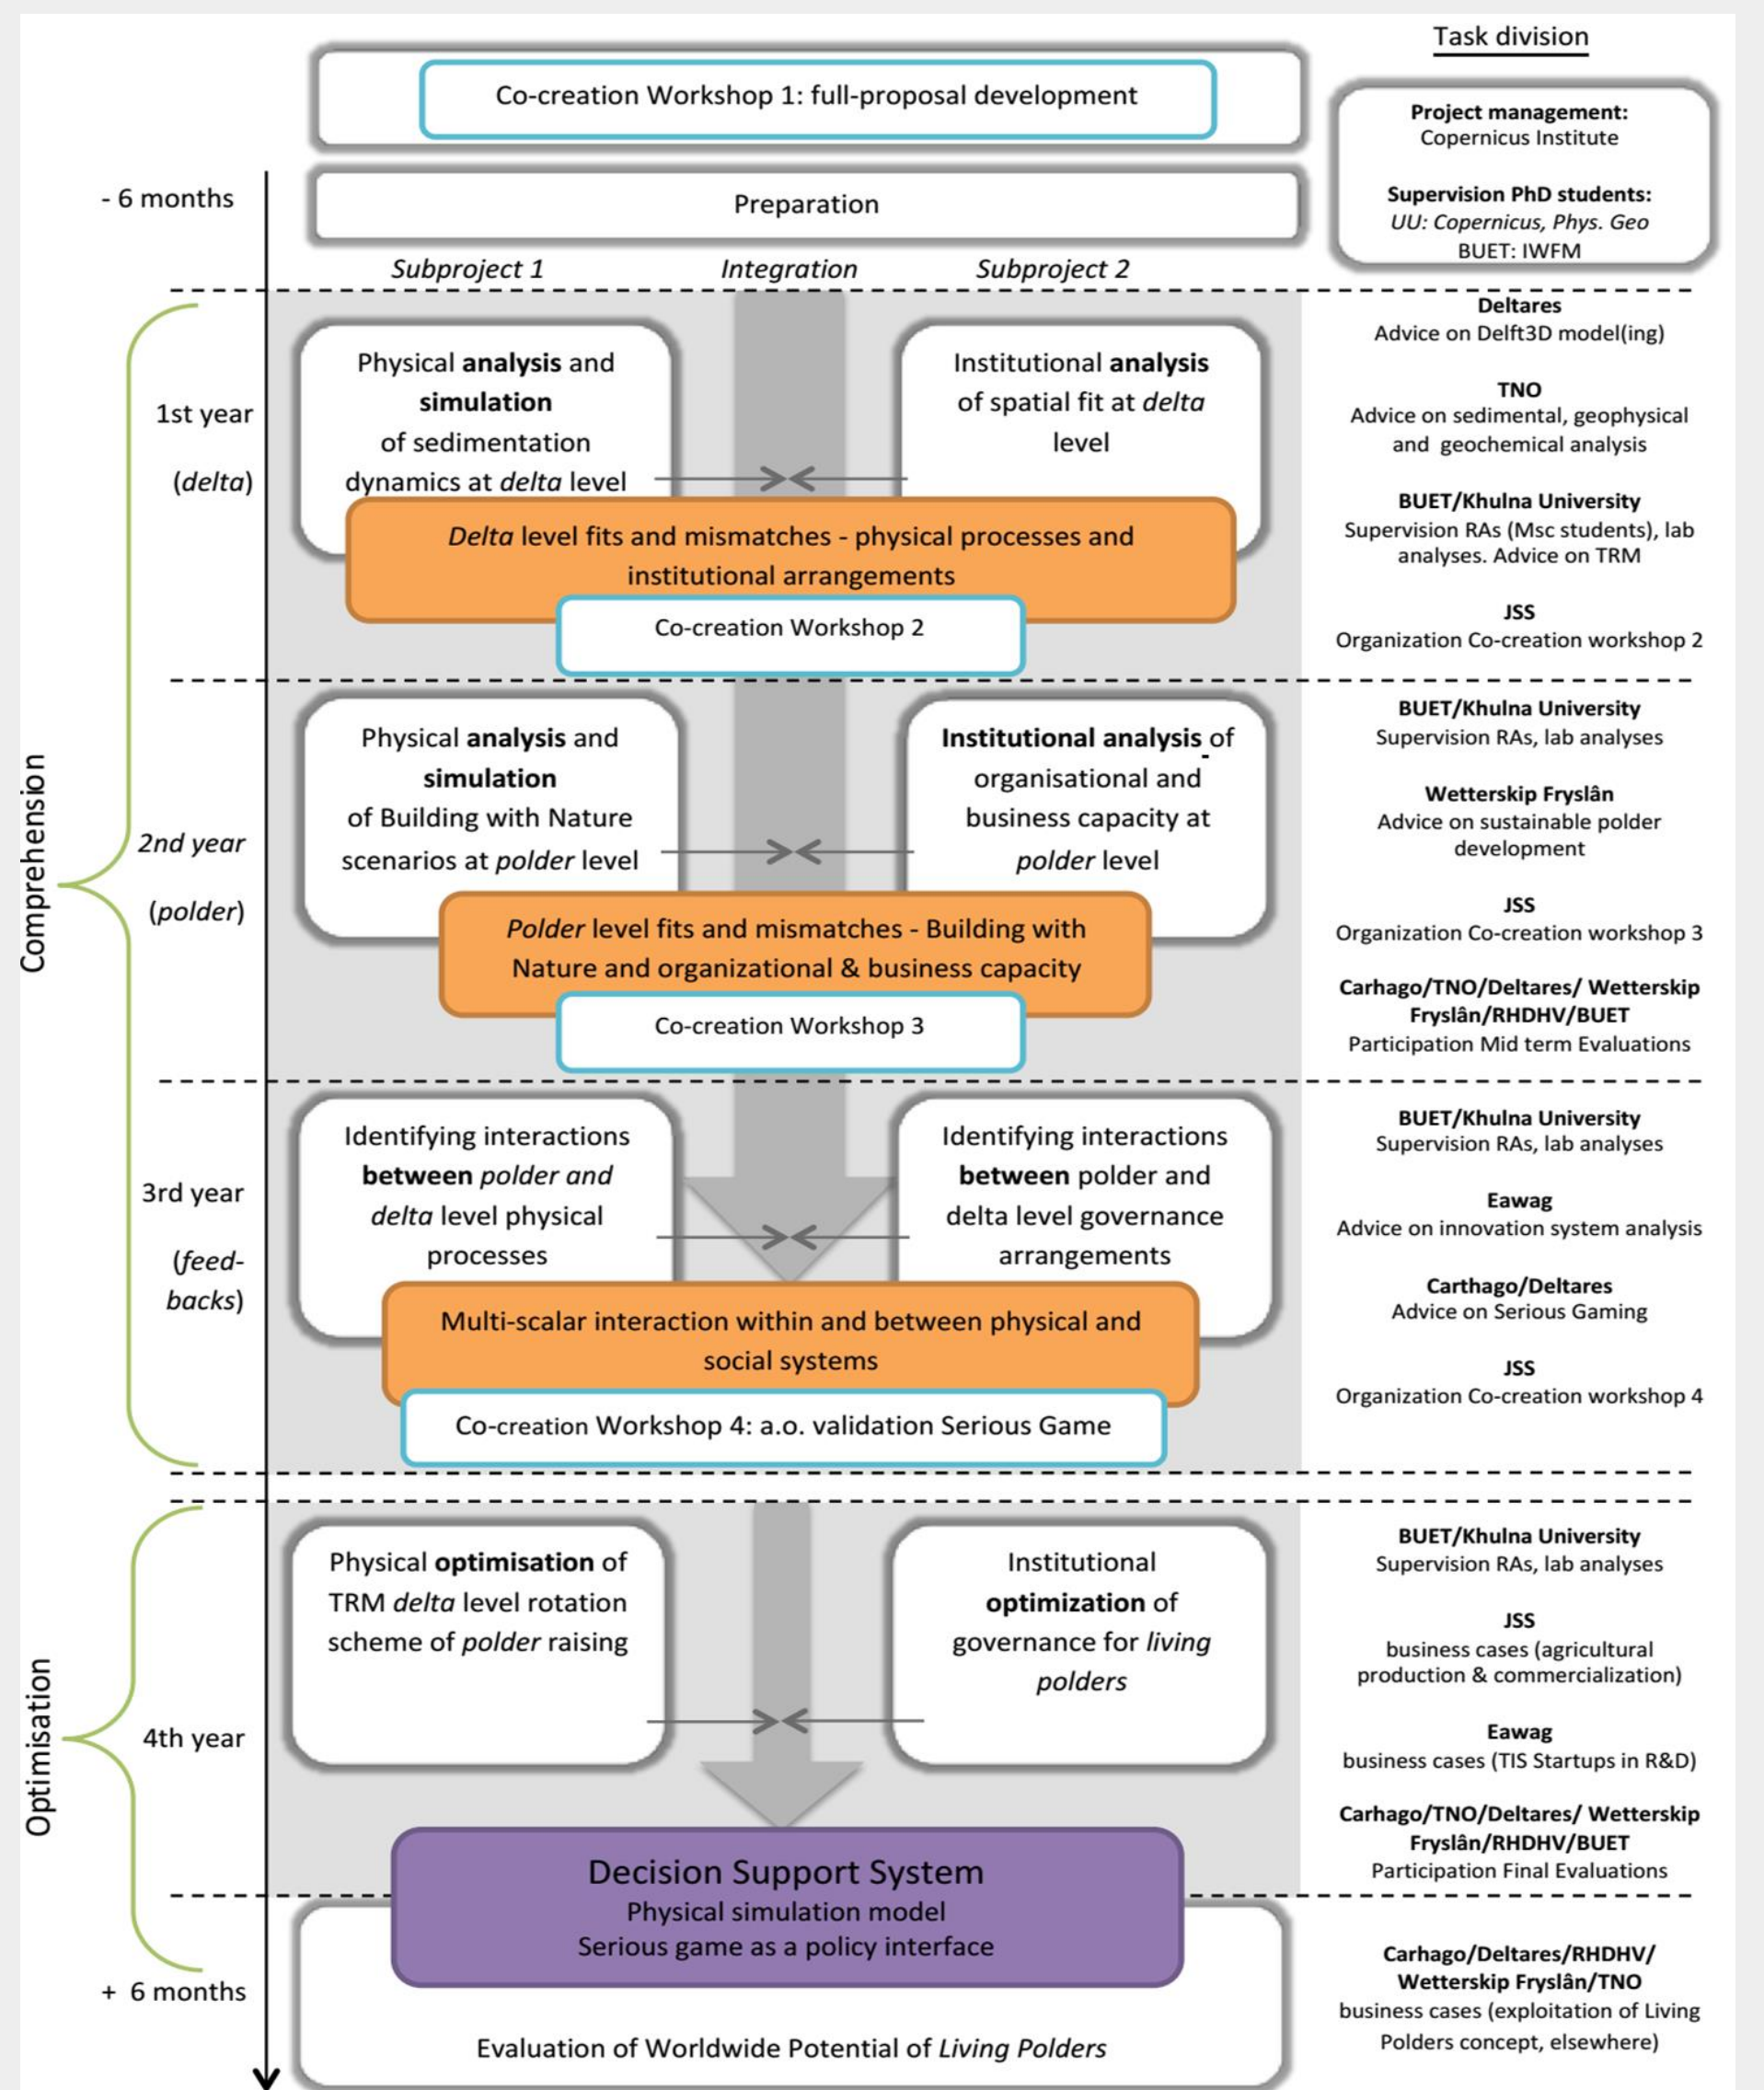 Task division
Co-creation Workshop 1: full-proposal development
Project management:
Copernicus Institute
Supervision PhD students:
UU: Copernicus, Phys. Geo
BUET: IWFM
- 6 months
Preparation
Subproject 1
Integration
Subproject 2
Comprehension
1st year
(delta)
Physical analysis and
simulation
of sedimentation
dynamics at delta level
Institutional analysis
of spatial fit at delta
level
Delta level fits and mismatches - physical processes and
institutional arrangements
Co-creation Workshop 2
Deltares
Advice on Delft3D model(ing)
TNO
Advice on sedimental, geophysical
and geochemical analysis
BUET/Khulna University
Supervision RAs (Msc students), lab
analyses. Advice on TRM
JSS
Organization Co-creation workshop 2
2nd year
(polder)
Physical analysis and
simulation
of Building with Nature
scenarios at polder level
Institutional analysis of
organisational and
business capacity at
polder level
Polder level fits and mismatches - Building with
Nature and organizational & business capacity
Co-creation Workshop 3
BUET/Khulna University
Supervision RAs, lab analyses
Wetterskip Fryslân
Advice on sustainable polder
development
JSS
Organization Co-creation workshop 3
Carhago/TNO/Deltares/ Wetterskip
Fryslân/RHDHV/BUET
Participation Mid term Evaluations
3rd year
(feed-
backs)
Identifying interactions
between polder and
delta level physical
processes
Identifying interactions
between polder and
delta level governance
arrangements
Multi-scalar interaction within and between physical and
social systems
Co-creation Workshop 4: a.o. validation Serious Game
BUET/Khulna University
Supervision RAs, lab analyses
Eawag
Advice on innovation system analysis
Carthago/Deltares
Advice on Serious Gaming
JSS
Organization Co-creation workshop 4
Optimisation
4th year
Physical optimisation of
TRM delta level rotation
scheme of polder raising
Institutional
optimization of
governance for living
polders
BUET/Khulna University
Supervision RAs, lab analyses
JSS
business cases (agricultural
production & commercialization)
Eawag
business cases (TIS Startups in R&D)
Carhago/TNO/Deltares/ Wetterskip
Fryslân/RHDHV/BUET
Participation Final Evaluations
Decision Support System
Physical simulation model
Serious game as a policy interface
+ 6 months
Evaluation of Worldwide Potential of Living Polders
Carhago/Deltares/RHDHV/
Wetterskip Fryslân/TNO
business cases (exploitation of Living
Polders concept, elsewhere)